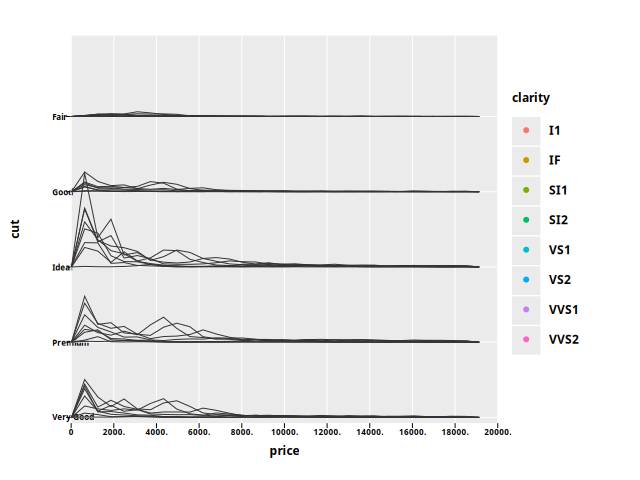 clarity
I1
IF
SI1
SI2
VS1
VS2
VVS1
VVS2
cut
Fair
Good
Ideal
Premium
Very Good
0 2000. 4000. 6000. 8000. 10000. 12000. 14000. 16000. 18000. 20000.
price